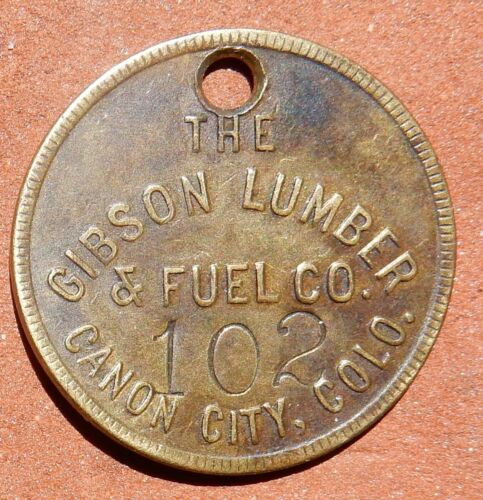 THE
GIBSON LUMBER
& FUEL CO.
102
CANON CITY, COLO.